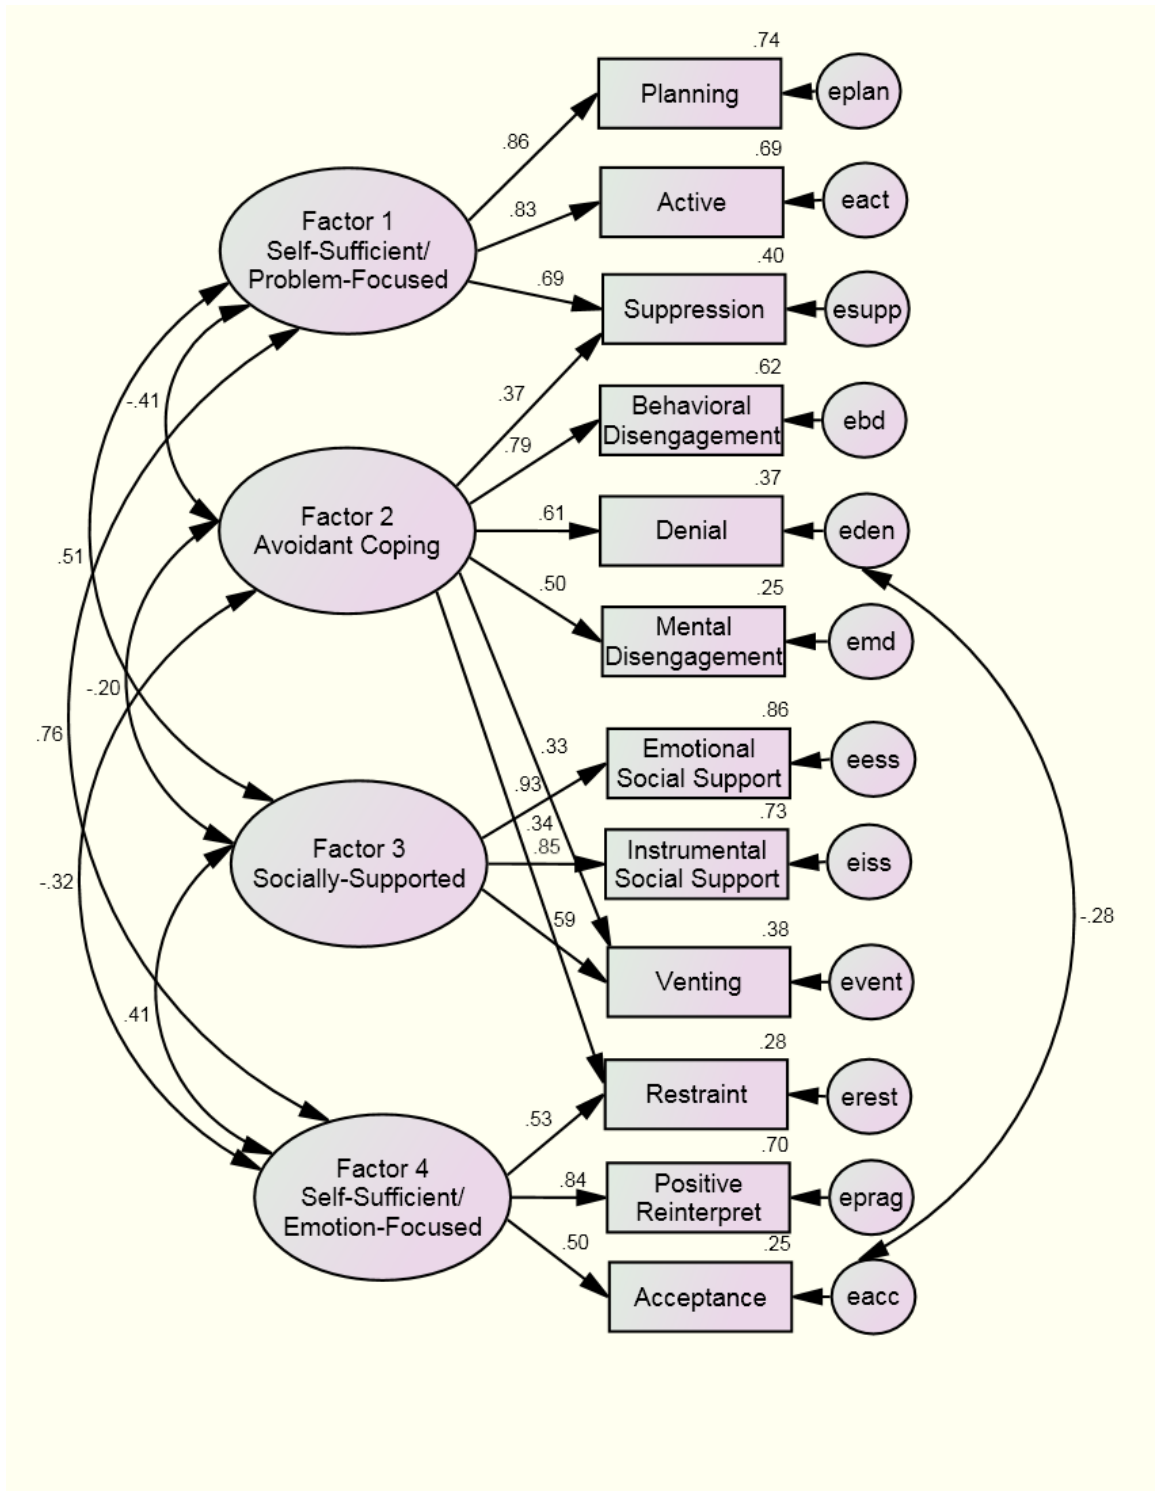 .74
Planning
eplan
.86
.69
Active
eact
.83
Factor 1
Self-Sufficient/
Problem-Focused
.40
.69
Suppression
esupp
.62
-.41
.37
Behavioral
Disengagement
ebd
.79
.37
Factor 2
Avoidant Coping
.61
Denial
eden
.51
.50
.25
Mental
Disengagement
emd
-.20
.86
.76
.33
Emotional
Social Support
eess
.93
.73
.34
.85
Factor 3
Socially-Supported
Instrumental
Social Support
eiss
-.32
.59
.38
-.28
Venting
event
.41
.28
Restraint
erest
.53
.70
Factor 4
Self-Sufficient/
Emotion-Focused
.84
Positive
Reinterpret
eprag
.50
.25
Acceptance
eacc